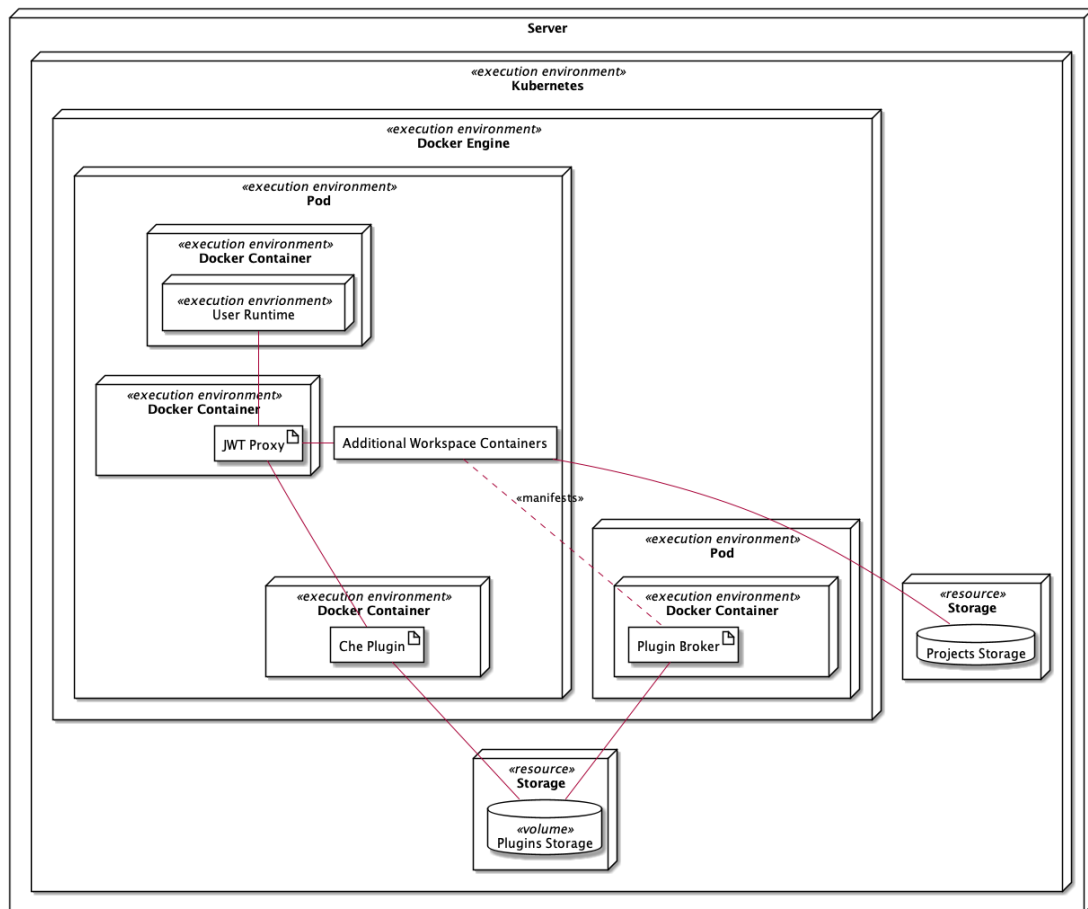 Server
«execution environment»
Kubernetes
«execution environment»
Docker Engine
«execution environment»
Pod
«execution environment»
Docker Container
«execution envrionment»
User Runtime
«execution environment»
Docker Container
JWT Proxy
Additional Workspace Containers
«manifests»
«execution environment»
Pod
«execution environment»
Docker Container
Che Plugin
«execution environment»
Docker Container
Plugin Broker
«resource»
Storage
Projects Storage
«resource»
Storage
«volume»
Plugins Storage